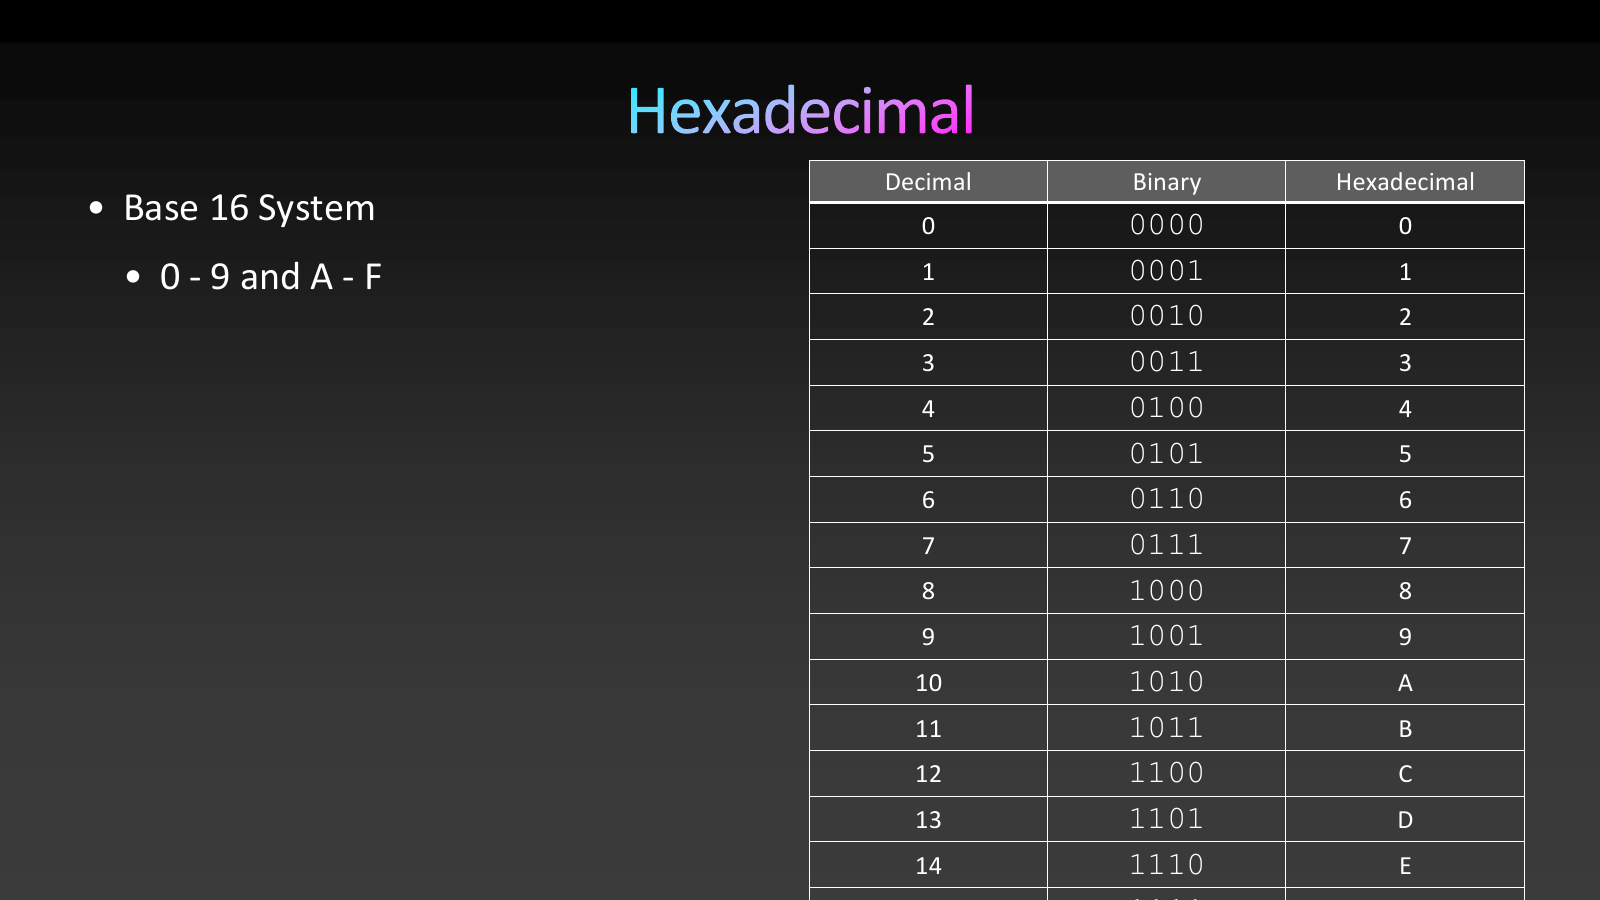 Hexadecimal
• Base 16 System
• 0 - 9 and A - F
Decimal Binary Hexadecimal
0 0000 0
1 0001 1
2 0010 2
3 0011 3
4 0100 4
5 0101 5
6 0110 6
7 0111 7
8 1000 8
9 1001 9
10 1010 A
11 1011 B
12 1100 C
13 1101 D
14 1110 E